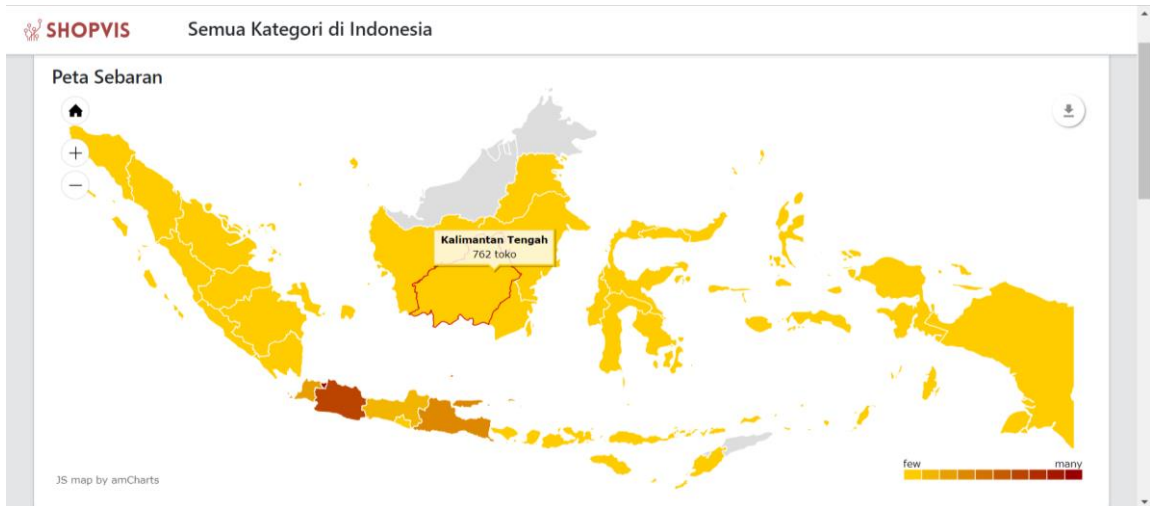 SHOPVIS
Semua Kategori di Indonesia
Peta Sebaran
Kalimantan Tengah
762 toko
few
many
JS map by amCharts